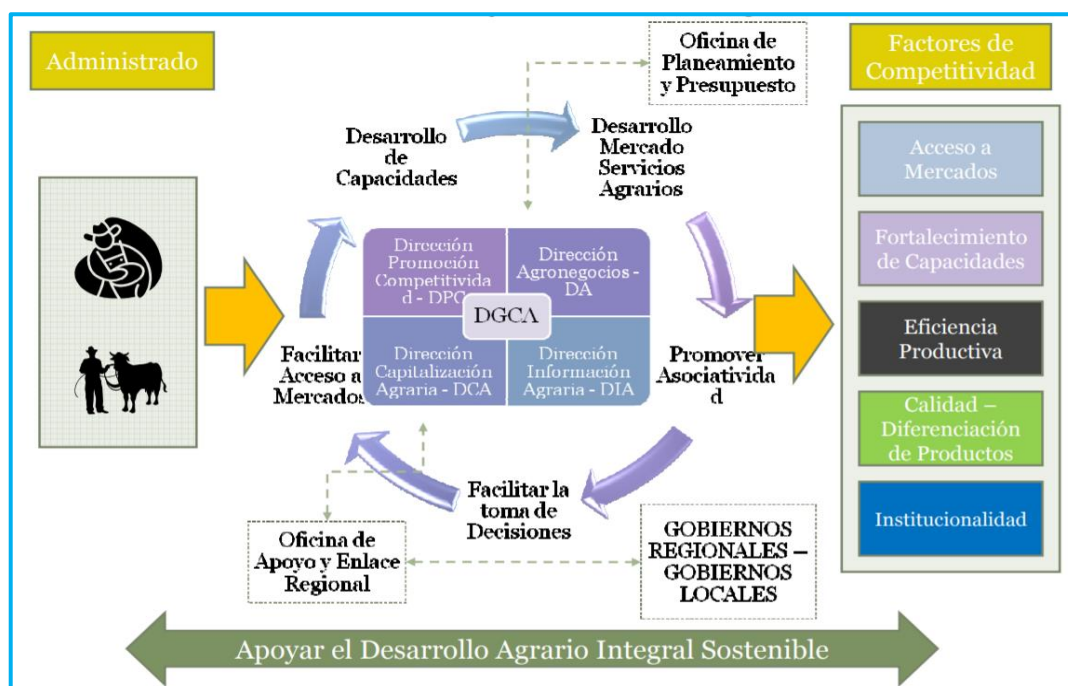 Administrado
Oficina de
Planeamiento
y Presupuesto
Factores de
Competitividad
Desarrollo
de
Capacidades
Desarrollo
Mercado
Servicios
Agrarios
Dirección
Promoción
Competitivida
d - DPC
Dirección
Agronegocios -
DA
DGCA
Dirección
Capitalización
Agraria - DCA
Dirección
Información
Agraria - DIA
Facilitar
Acceso a
Mercados
Promover
Asociativida
d
Facilitar la
toma de
Decisiones
Oficina de
Apoyo y Enlace
Regional
GOBIERNOS
REGIONALES –
GOBIERNOS
LOCALES
Acceso a
Mercados
Fortalecimiento
de Capacidades
Eficiencia
Productiva
Calidad –
Diferenciación
de Productos
Institucionalidad
Apoyar el Desarrollo Agrario Integral Sostenible